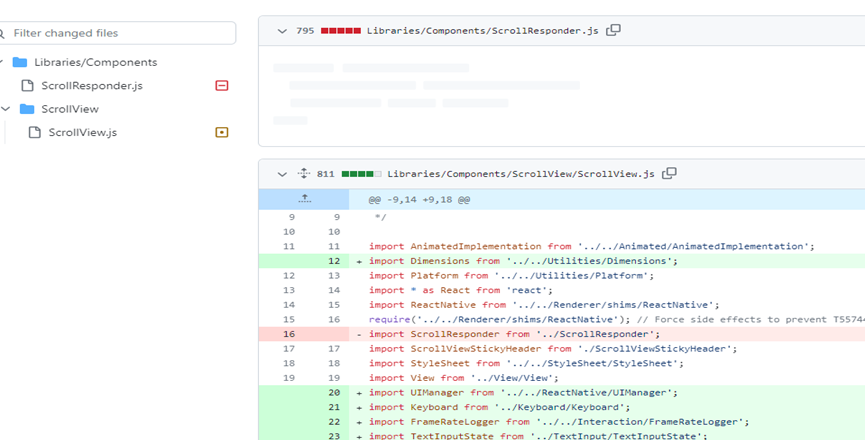 Filter changed files
Libraries/Components
ScrollResponder.js
ScrollView
ScrollView.js
795 Libraries/Components/ScrollResponder.js
811 Libraries/Components/ScrollView/ScrollView.js
@@ -9,14 +9,18 @@
9 9 */
10 10
11 11 import AnimatedImplementation from '../../Animated/AnimatedImplementation';
12 + import Dimensions from '../../Utilities/Dimensions';
12 13 import Platform from '../../Utilities/Platform';
13 14 import * as React from 'react';
14 15 import ReactNative from '../../Renderer/shims/ReactNative';
15 16 require('../../Renderer/shims/ReactNative'); // Force side effects to prevent T5574
16 - import ScrollResponder from '../ScrollResponder';
17 17 import ScrollViewStickyHeader from './ScrollViewStickyHeader';
18 18 import StyleSheet from '../../StyleSheet/StyleSheet';
19 19 import View from '../View/View';
20 + import UIManager from '../../ReactNative/UIManager';
21 + import Keyboard from '../Keyboard/Keyboard';
22 + import FrameRateLogger from '../../Interaction/FrameRateLogger';
23 + import TextInputState from '../TextInput/TextInputState';